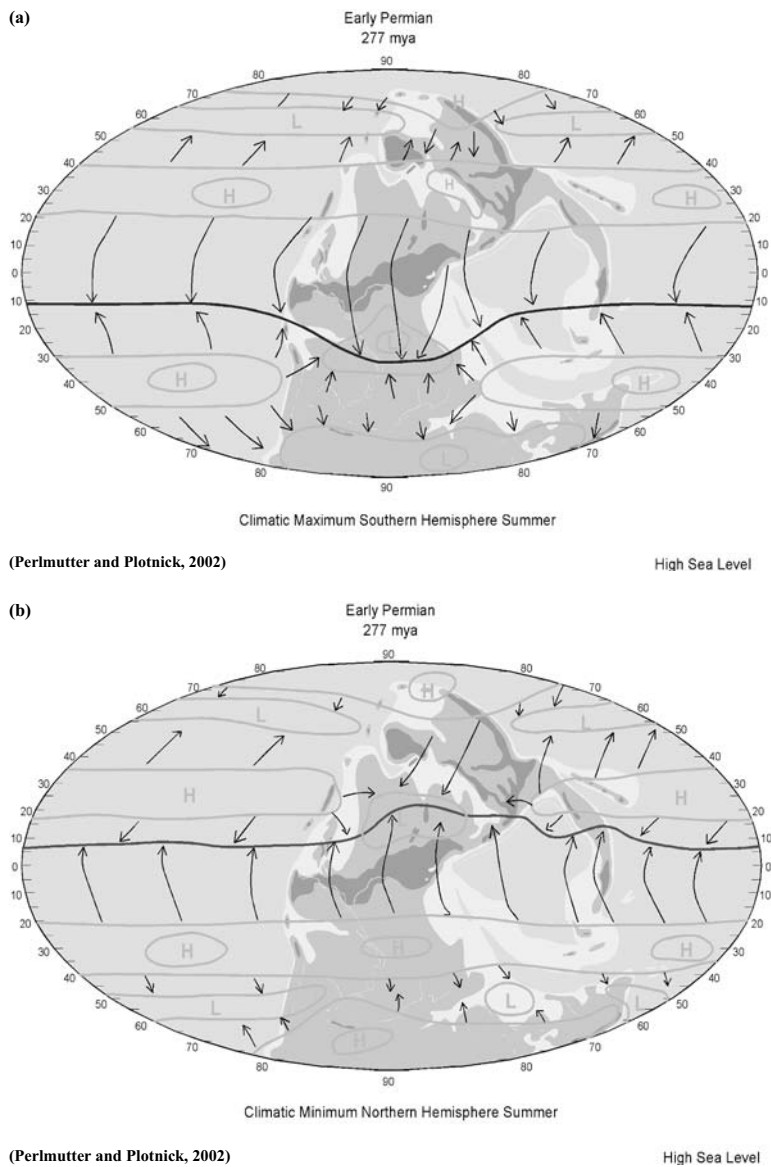 (a)
Early Permian
277 mya
90
80
80
70
70
60
60
50
50
40
40
30
30
20
20
10
10
0
0
10
10
20
20
30
30
40
40
50
50
60
60
70
70
80
80
90
H
L
L
H
H
H
L
H
H
L
Climatic Maximum Southern Hemisphere Summer
(Perlmutter and Plotnick, 2002)
High Sea Level
(b)
Early Permian
277 mya
90
80
80
70
70
60
60
50
50
40
40
30
30
20
20
10
10
0
0
10
10
20
20
30
30
40
40
50
50
60
60
70
70
80
80
90
H
L
L
H
H
H
H
H
L
L
L
H
Climatic Minimum Northern Hemisphere Summer
(Perlmutter and Plotnick, 2002)
High Sea Level